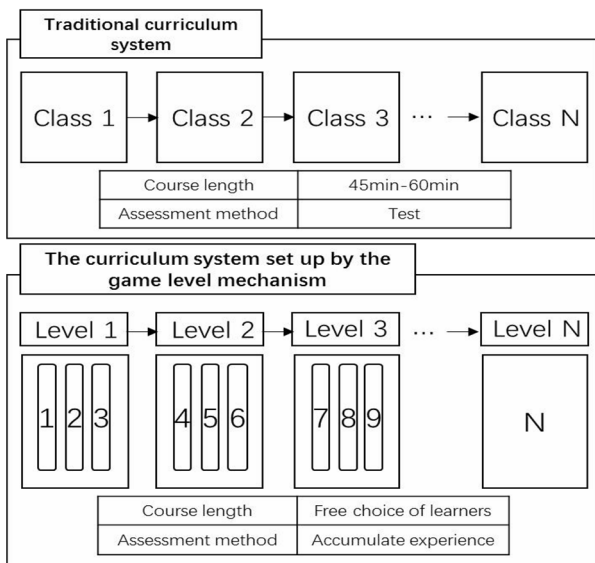 Traditional curriculum
system
Class 1 Class 2 Class 3 ··· Class N
Course length 45min-60min
Assessment method Test
The curriculum system set up by the
game level mechanism
Level 1 Level 2 Level 3 ··· Level N
1 2 3 4 5 6 7 8 9 N
Course length Free choice of learners
Assessment method Accumulate experience